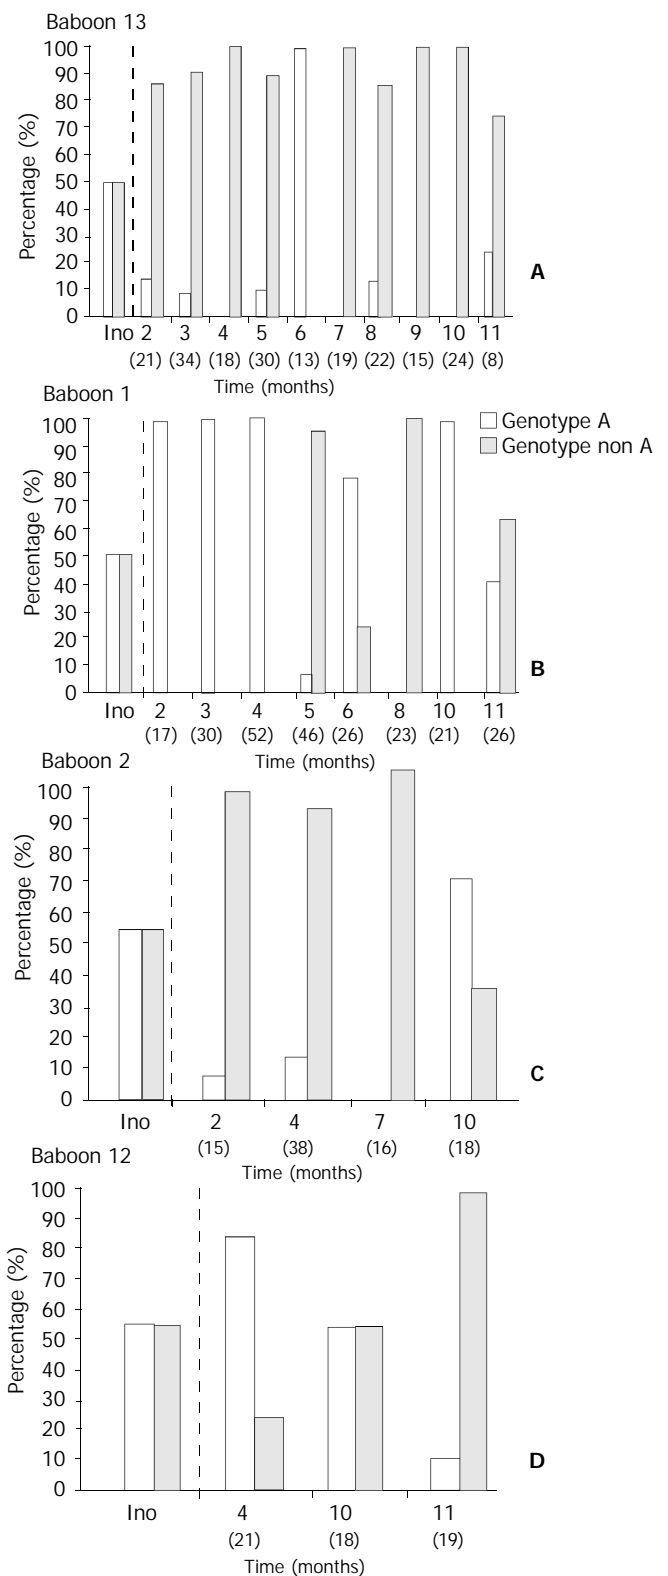 Baboon 13
Percentage (%)
100
90
80
70
60
50
40
30
20
10
0
Ino 2 3 4 5 6 7 8 9 10 11
(21) (34) (18) (30) (13) (19) (22) (15) (24) (8)
Time (months)
A
Baboon 1
Genotype A
Genotype non A
Percentage (%)
100
90
80
70
60
50
40
30
20
10
0
Ino 2 3 4 5 6 8 10 11
(17) (30) (52) (46) (26) (23) (21) (26)
Time (months)
B
Baboon 2
Percentage (%)
100
90
80
70
60
50
40
30
20
10
0
Ino 2 4 7 10
(15) (38) (16) (18)
Time (months)
C
Baboon 12
Percentage (%)
100
90
80
70
60
50
40
30
20
10
0
Ino 4 10 11
(21) (18) (19)
Time (months)
D